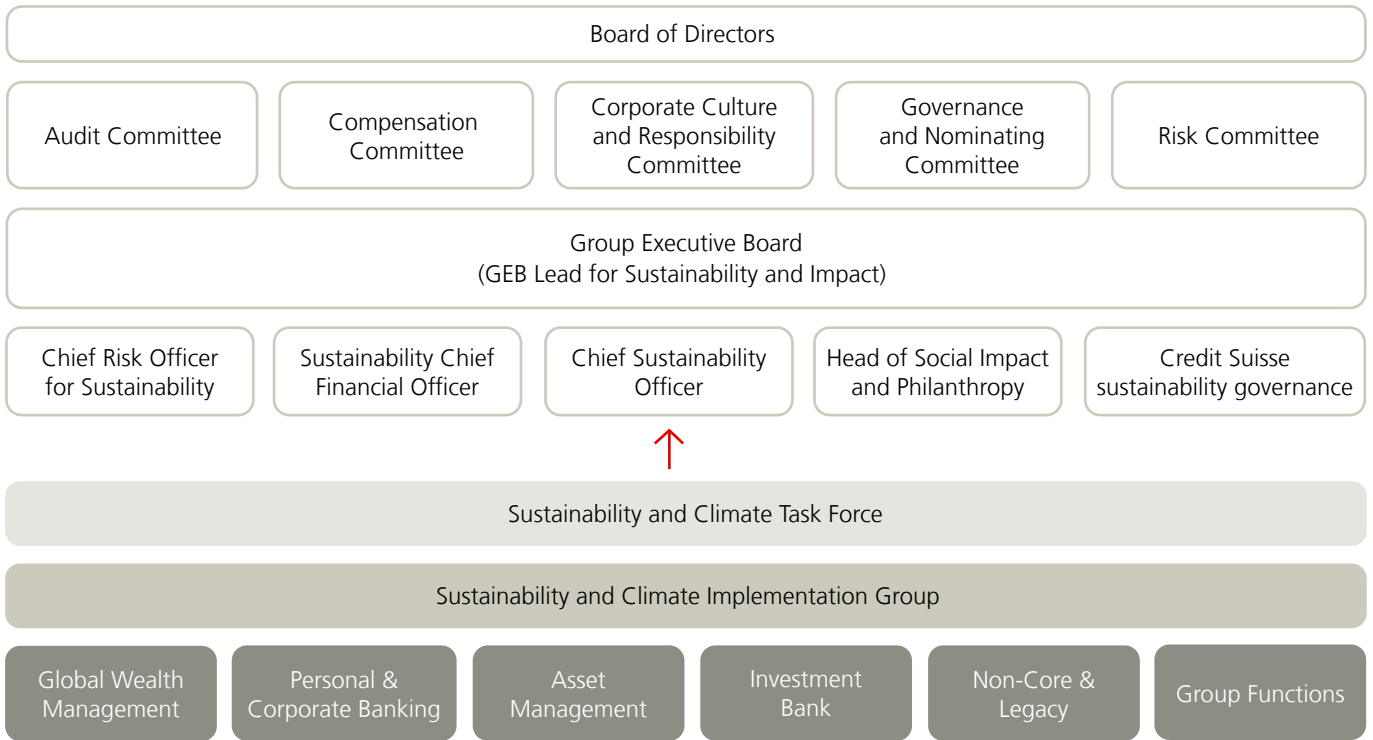 Board of Directors
Audit Committee
Compensation
Committee
Corporate Culture
and Responsibility
Committee
Governance
and Nominating
Committee
Risk Committee
Group Executive Board
(GEB Lead for Sustainability and Impact)
Chief Risk Officer
for Sustainability
Sustainability Chief
Financial Officer
Chief Sustainability
Officer
Head of Social Impact
and Philanthropy
Credit Suisse
sustainability governance
Sustainability and Climate Task Force
Sustainability and Climate Implementation Group
Global Wealth
Management
Personal &
Corporate Banking
Asset
Management
Investment
Bank
Non-Core &
Legacy
Group Functions